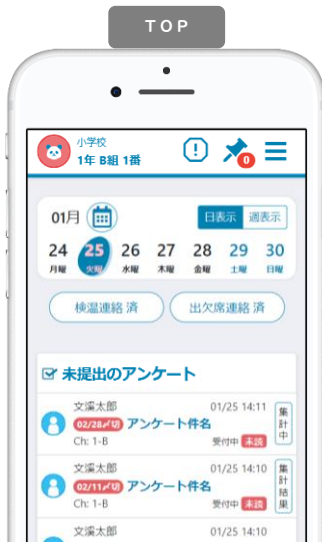 TOP
小学校
1年 B組 1番
0
01月
日表示 週表示
24 25 26 27 28 29 30
月曜 火曜 水曜 木曜 金曜 土曜 日曜
検温連絡 済 出欠席連絡 済
未提出のアンケート
文溪太郎 01/25 14:11
02/28〆切 アンケート件名
Ch: 1-B 受付中 未読
集計中
文溪太郎 01/25 14:10
02/11〆切 アンケート件名
Ch: 1-B 受付中 未読
集計結果
文溪太郎 01/25 14:10